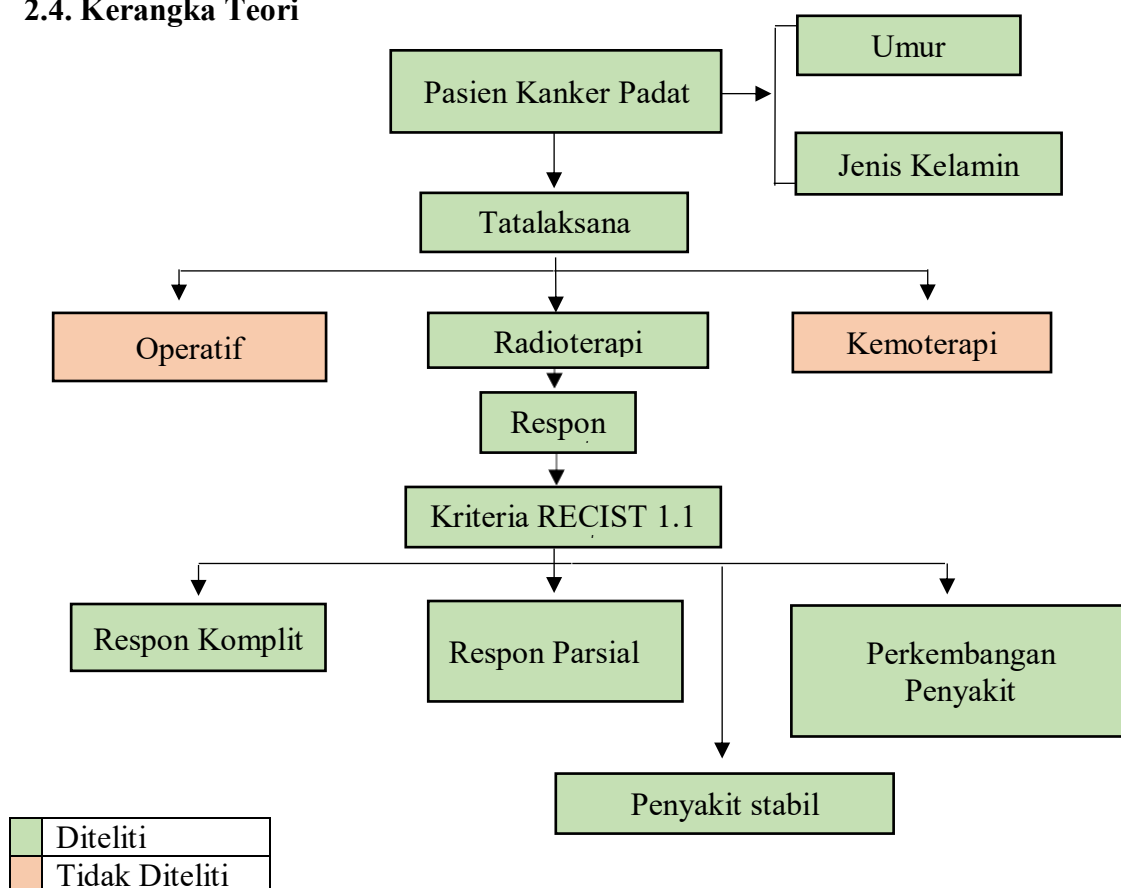 2.4. Kerangka Teori
Umur
Pasien Kanker Padat
Jenis Kelamin
Tatalaksana
Operatif
Radioterapi
Kemoterapi
Respon
Kriteria RECIST 1.1
Respon Komplit
Respon Parsial
Perkembangan
Penyakit
Penyakit stabil
Diteliti
Tidak Diteliti